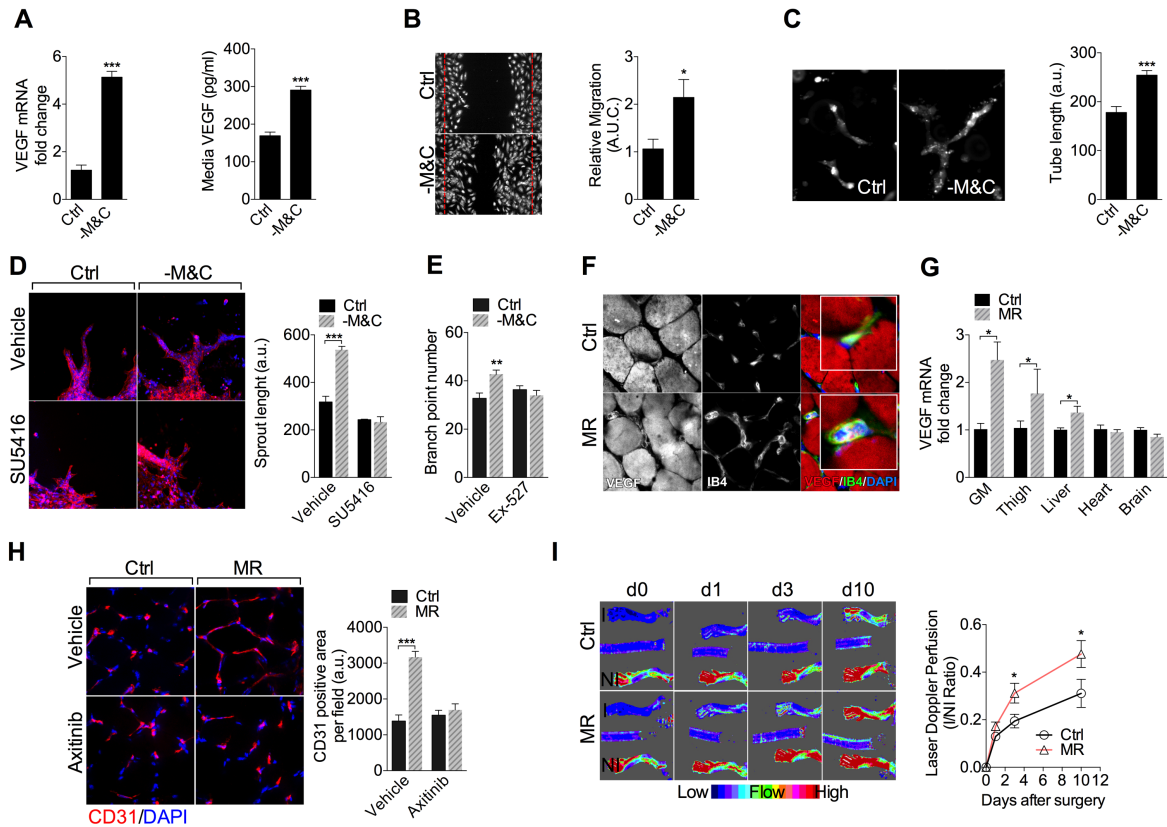 A
VEGF mRNA
fold change
6
4
2
0
***
Ctrl
-M&C
Media VEGF (pg/ml)
400
300
200
100
0
***
Ctrl
-M&C
B
Ctrl
-M&C
Relative Migration
(A.U.C.)
3
2
1
0
*
Ctrl
-M&C
C
Ctrl
-M&C
Tube length (a.u.)
300
200
100
0
***
Ctrl
-M&C
D
Ctrl
-M&C
Vehicle
SU5416
Ctrl
-M&C
Sprout lenght (a.u.)
600
400
200
0
***
Vehicle
SU5416
E
Ctrl
-M&C
Branch point number
60
40
20
0
**
Vehicle
Ex-527
F
Ctrl
MR
VEGF
IB4
VEGF/IB4/DAPI
G
Ctrl
MR
VEGF mRNA
fold change
3
2
1
0
*
*
*
GM
Thigh
Liver
Heart
Brain
H
Ctrl
MR
Vehicle
Axitinib
CD31/DAPI
Ctrl
MR
CD31 positive area
per field (a.u.)
4000
3000
2000
1000
0
***
Vehicle
Axitinib
I
d0
d1
d3
d10
Ctrl
I
NI
MR
I
NI
Low
Flow
High
Laser Doppler Perfusion
(I/NI Ratio)
0.6
0.4
0.2
0.0
*
*
Ctrl
MR
0 2 4 6 8 10 12
Days after surgery